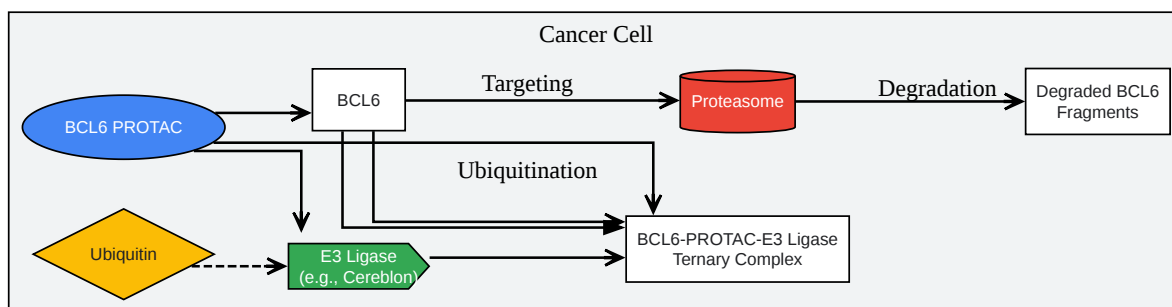 Cancer Cell
BCL6 PROTAC
BCL6
Targeting
Proteasome
Degradation
Degraded BCL6
Fragments
Ubiquitination
Ubiquitin
E3 Ligase
(e.g., Cereblon)
BCL6-PROTAC-E3 Ligase
Ternary Complex